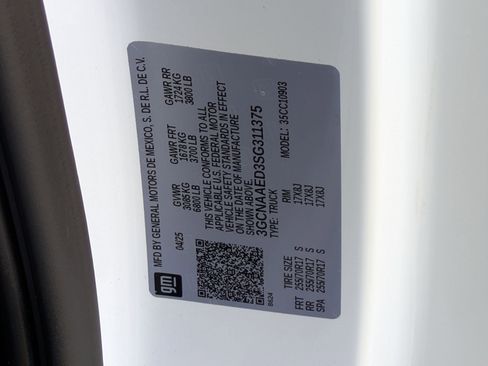 MFD BY GENERAL MOTORS DE MEXICO, S. DE R.L. DE C.V.
04/25 GVWR GAWR FRT GAWR RR
3085 KG 1678 KG 1724 KG
6800 LB 3700 LB 3800 LB
THIS VEHICLE CONFORMS TO ALL
APPLICABLE U.S. FEDERAL MOTOR
VEHICLE SAFETY STANDARDS IN EFFECT
ON THE DATE OF MANUFACTURE
SHOWN ABOVE.
3GCNAAED3SG311375
TYPE: TRUCK MODEL: 35CC10903
gm
8624
TIRE SIZE RIM
FRT 255/70R17 S 17X8J
RR 255/70R17 S 17X8J
SPA 255/70R17 S 17X8J